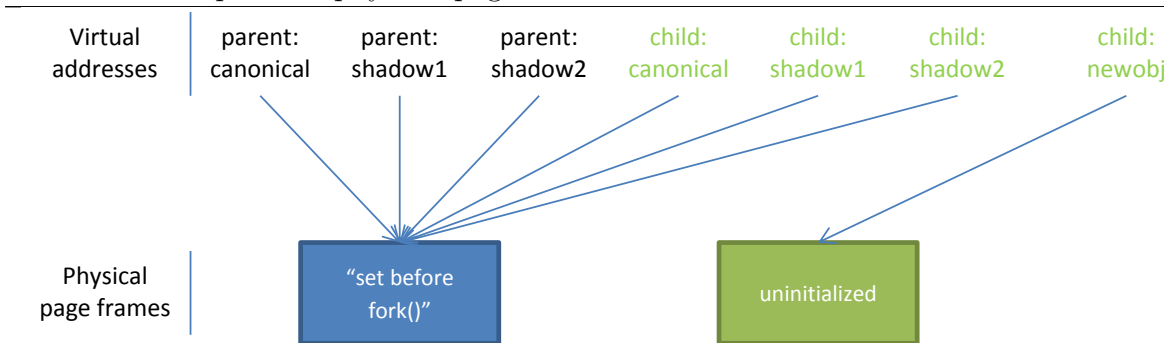 Virtual addresses
parent: canonical
parent: shadow1
parent: shadow2
child: canonical
child: shadow1
child: shadow2
child: newobj
Physical page frames
“set before fork()”
uninitialized